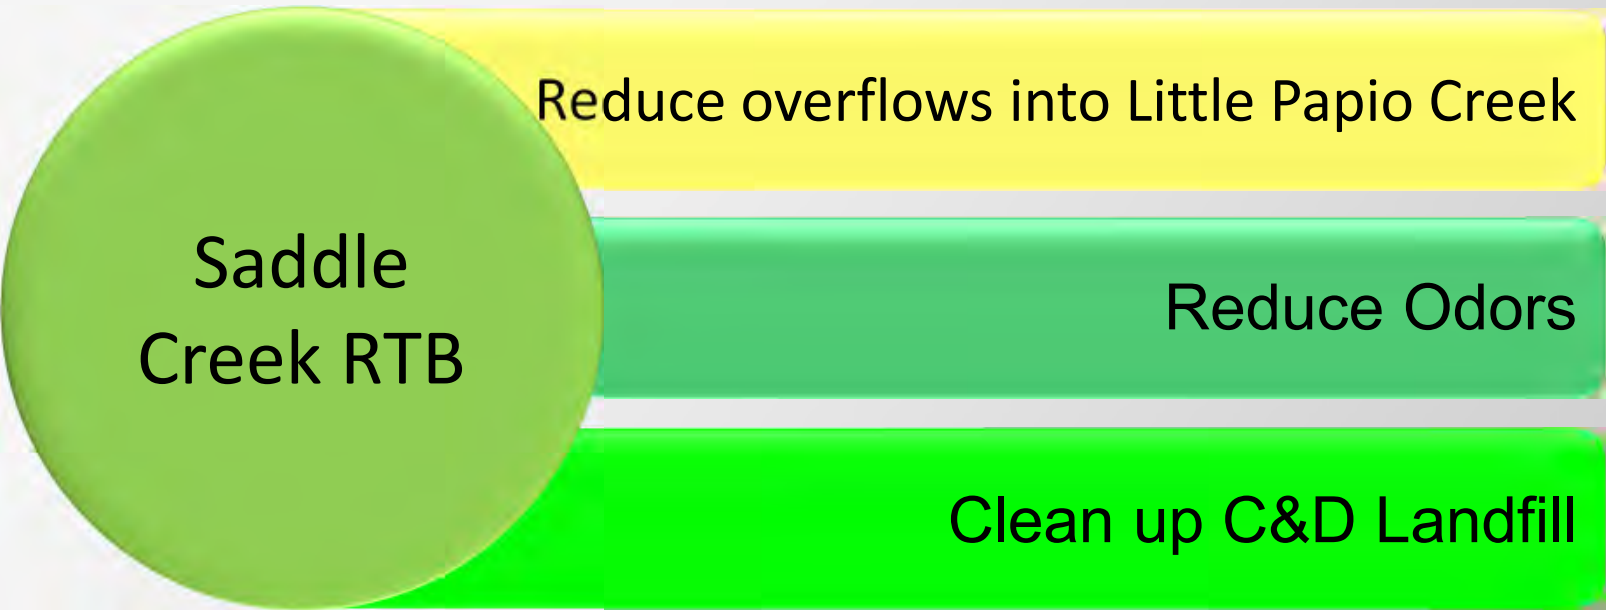 Saddle
Creek RTB
Reduce overflows into Little Papio Creek
Reduce Odors
Clean up C&D Landfill